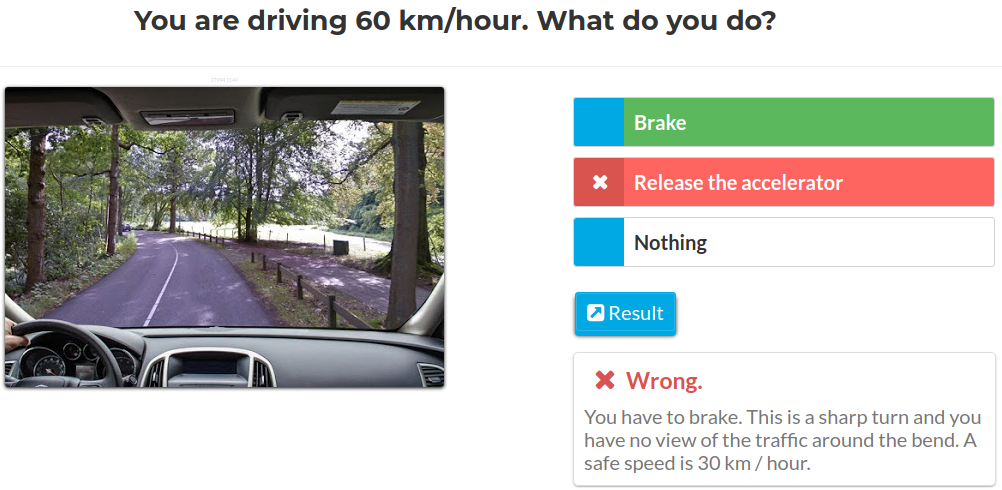 You are driving 60 km/hour. What do you do?
Brake
Release the accelerator
Nothing
Result
Wrong.
You have to brake. This is a sharp turn and you
have no view of the traffic around the bend. A
safe speed is 30 km / hour.